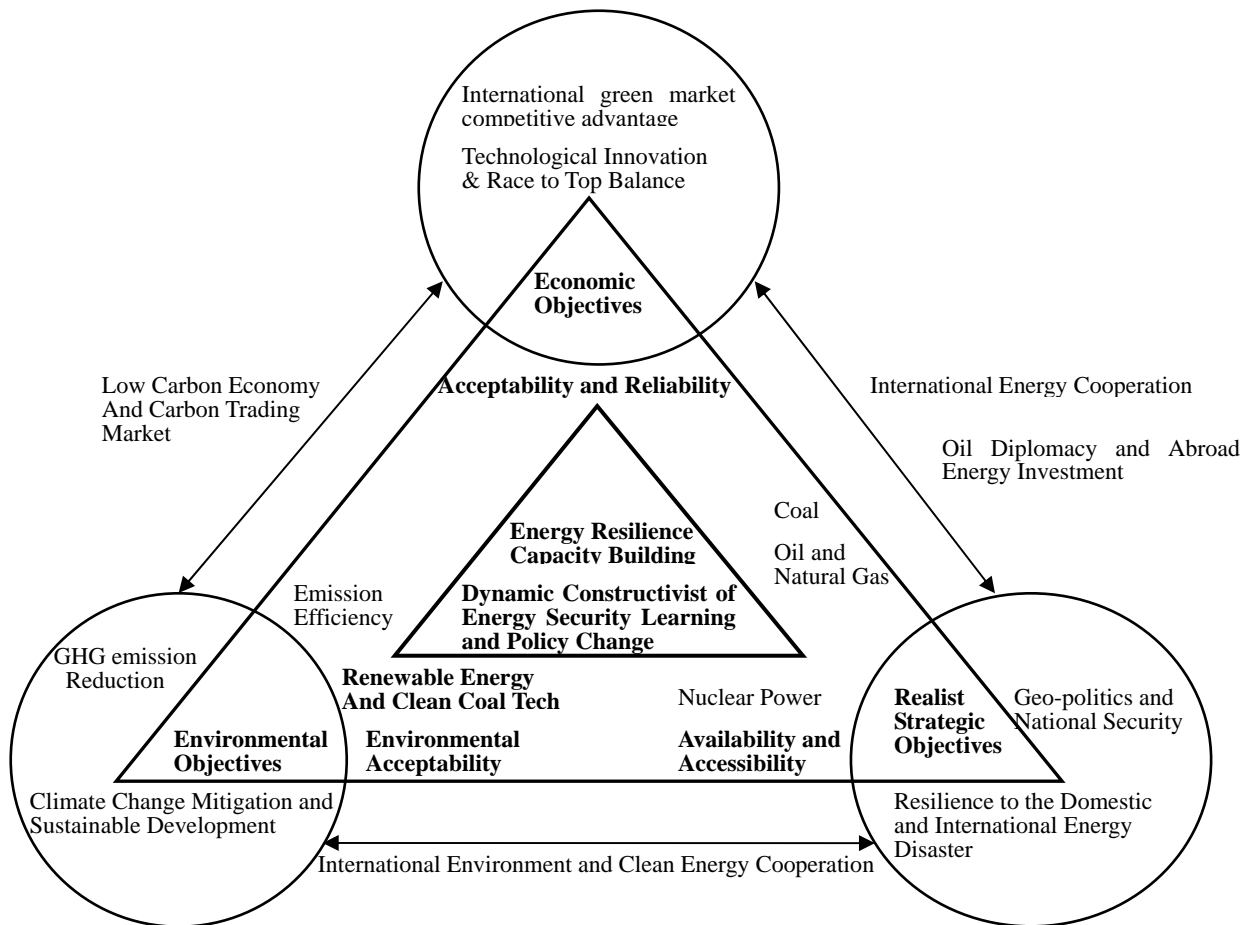 International green market
competitive advantage
Technological Innovation
& Race to Top Balance
Economic
Objectives
Acceptability and Reliability
Low Carbon Economy
And Carbon Trading
Market
International Energy Cooperation
Oil Diplomacy and Abroad
Energy Investment
Coal
Oil and
Natural Gas
Energy Resilience
Capacity Building
Dynamic Constructivist of
Energy Security Learning
and Policy Change
Emission
Efficiency
GHG emission
Reduction
Renewable Energy
And Clean Coal Tech
Nuclear Power
Realist
Strategic
Objectives
Geo-politics and
National Security
Environmental
Objectives
Environmental
Acceptability
Availability and
Accessibility
Climate Change Mitigation and
Sustainable Development
Resilience to the Domestic
and International Energy
Disaster
International Environment and Clean Energy Cooperation